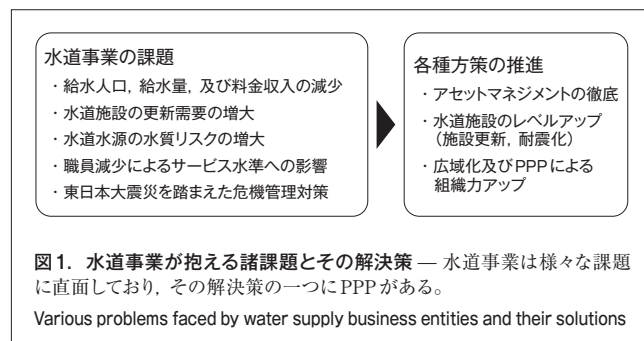 水道事業の課題
・給水人口，給水量，及び料金収入の減少
・水道施設の更新需要の増大
・水道水源の水質リスクの増大
・職員減少によるサービス水準への影響
・東日本大震災を踏まえた危機管理対策
各種方策の推進
・アセットマネジメントの徹底
・水道施設のレベルアップ
（施設更新，耐震化）
・広域化及びPPPによる
組織力アップ
図1．水道事業が抱える諸課題とその解決策 — 水道事業は様々な課題
に直面しており，その解決策の一つにPPPがある。
Various problems faced by water supply business entities and their solutions